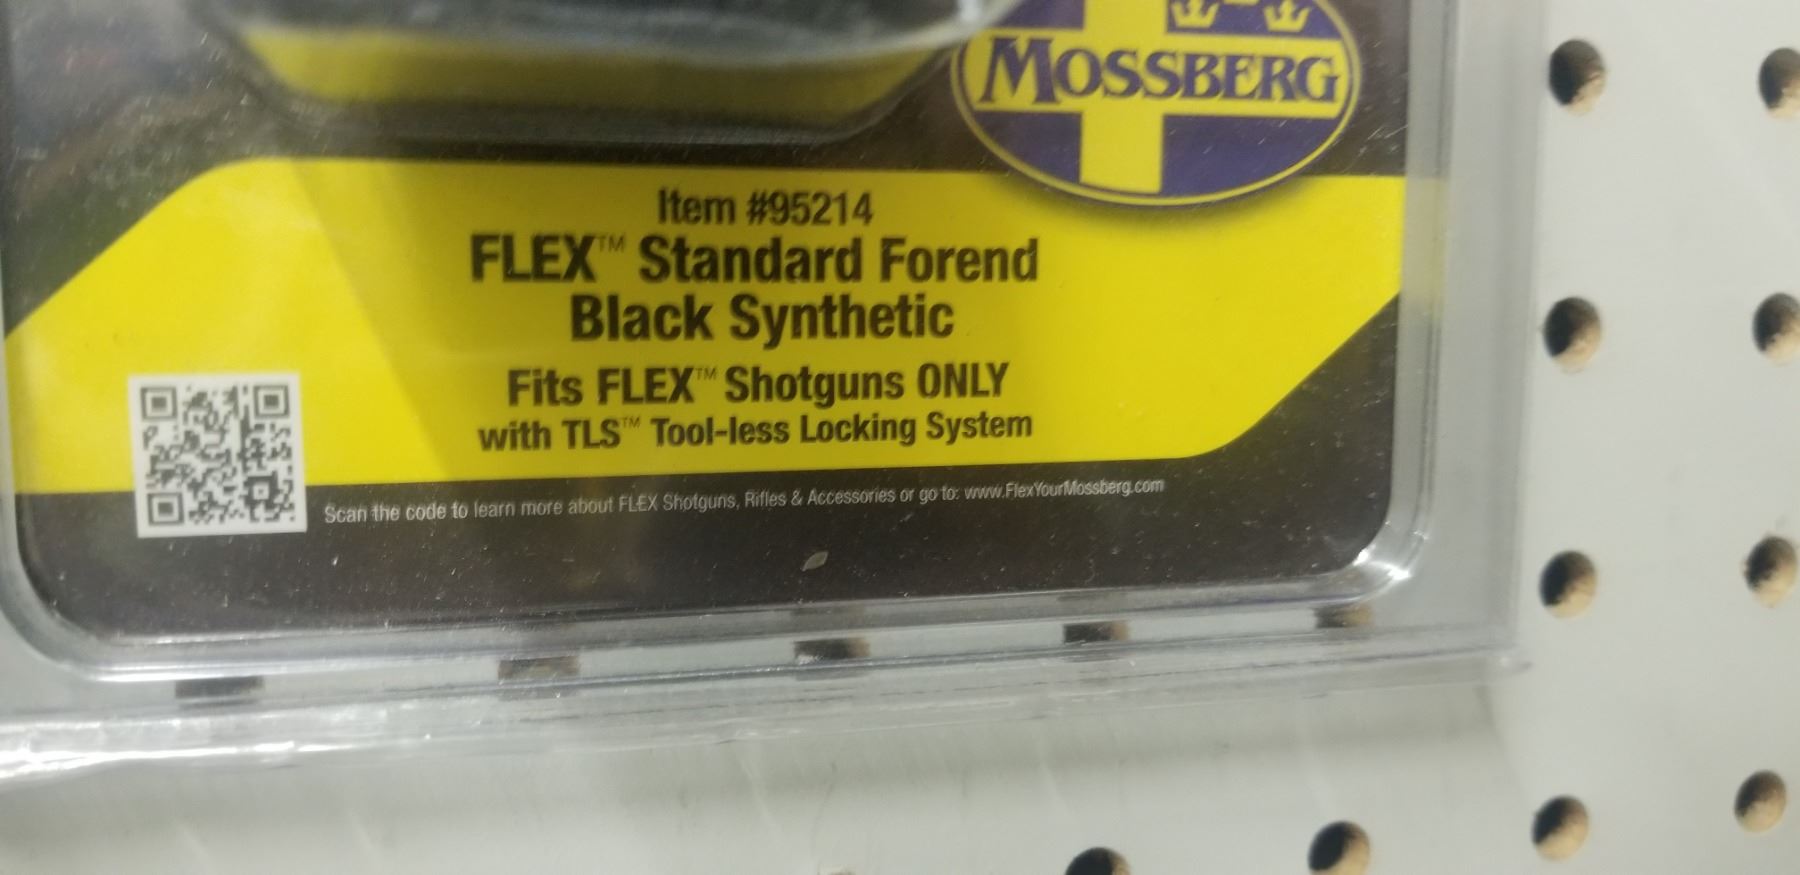 MOSSBERG
Item #95214
FLEX™ Standard Forend
Black Synthetic
Fits FLEX™ Shotguns ONLY
with TLS™ Tool-less Locking System
Scan the code to learn more about FLEX Shotguns, Rifles & Accessories or go to: www.FlexYourMossberg.com